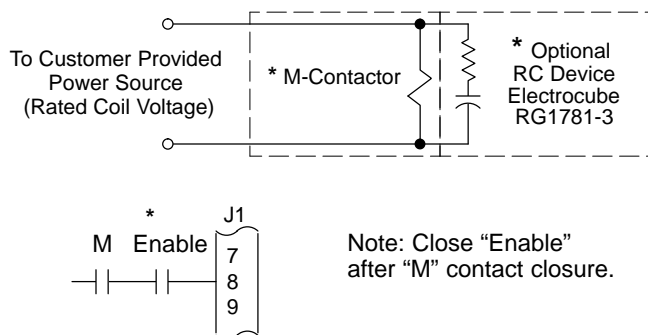 To Customer Provided
Power Source
(Rated Coil Voltage)
* M-Contactor
* Optional
RC Device
Electrocube
RG1781-3
*
M Enable
J1
7
8
9
Note: Close “Enable”
after “M” contact closure.